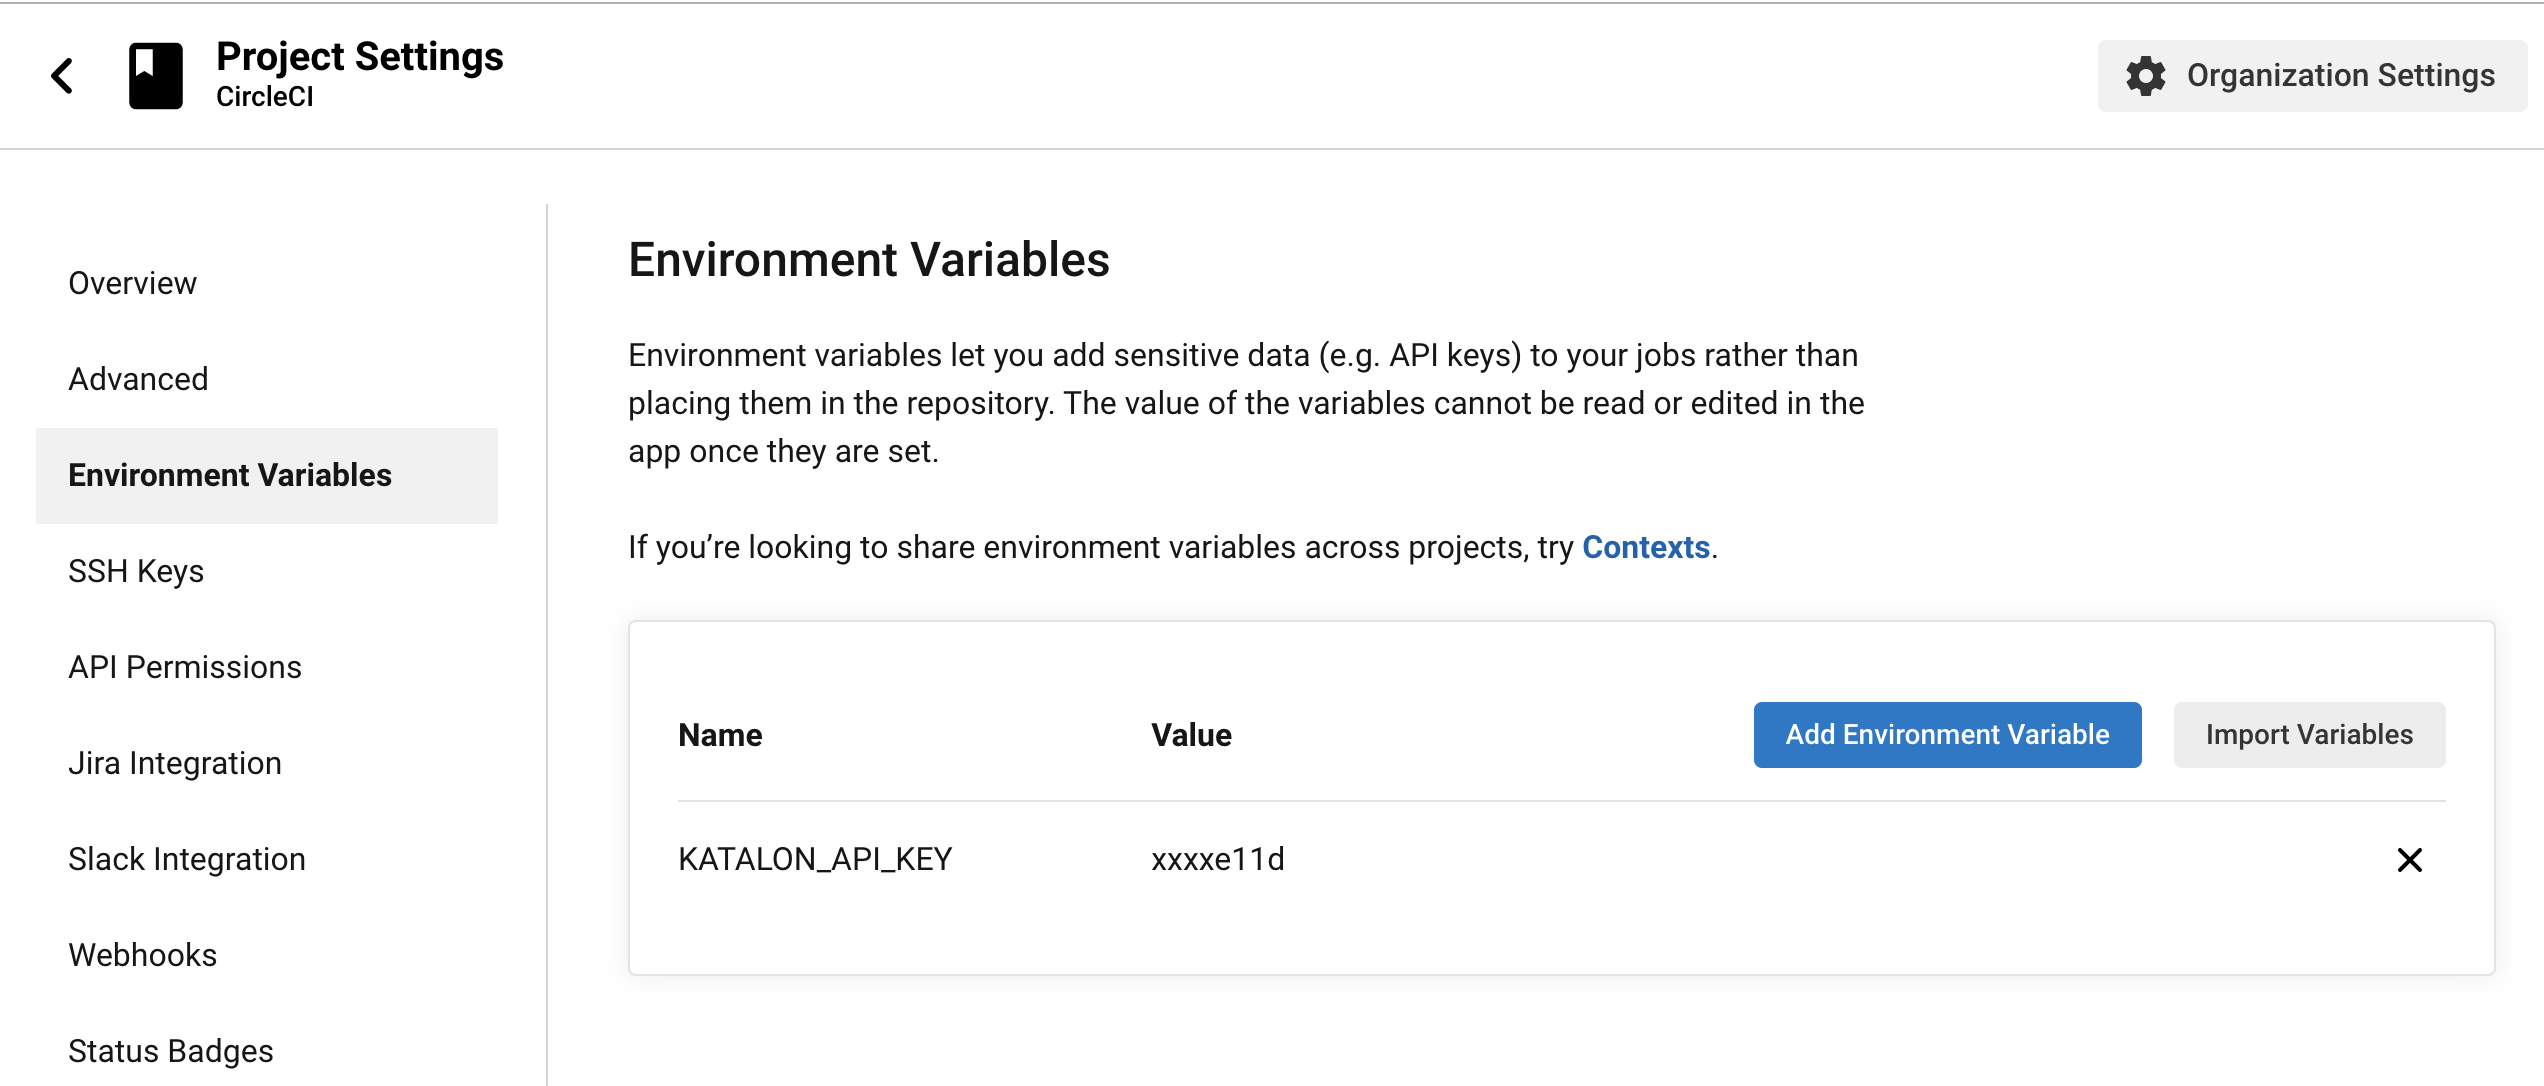 Project Settings
CircleCI
Organization Settings
Overview
Advanced
Environment Variables
SSH Keys
API Permissions
Jira Integration
Slack Integration
Webhooks
Status Badges
Environment Variables
Environment variables let you add sensitive data (e.g. API keys) to your jobs rather than
placing them in the repository. The value of the variables cannot be read or edited in the
app once they are set.
If you’re looking to share environment variables across projects, try Contexts.
Name Value Add Environment Variable Import Variables
KATALON_API_KEY xxxxe11d